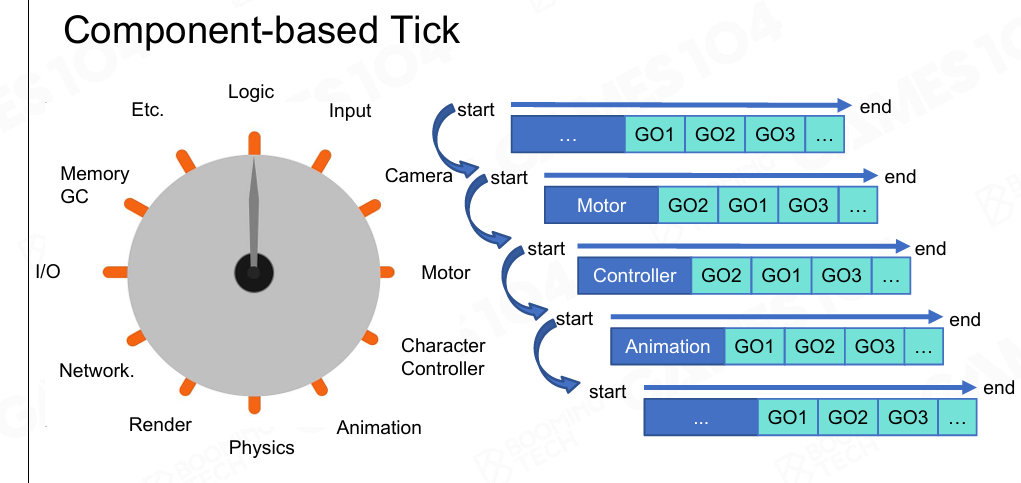 Component-based Tick
Logic
Input
Camera
Motor
Character
Controller
Animation
Physics
Render
Network.
I/O
Memory
GC
Etc.
start
end
... GO1 GO2 GO3 ...
start
end
Motor GO2 GO1 GO3 ...
start
end
Controller GO2 GO1 GO3 ...
start
end
Animation GO1 GO2 GO3 ...
start
end
... GO1 GO2 GO3 ...
GAMES 104
BOOMING
TECH